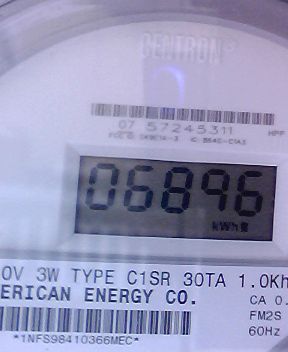 CENTRON®
07 57245311
HPF
06896
kWh
0V 3W TYPE C1SR 30TA 1.0Kh
ERICAN ENERGY CO.
CA 0.
FM2S
60Hz
*1NFS98410366MEC*